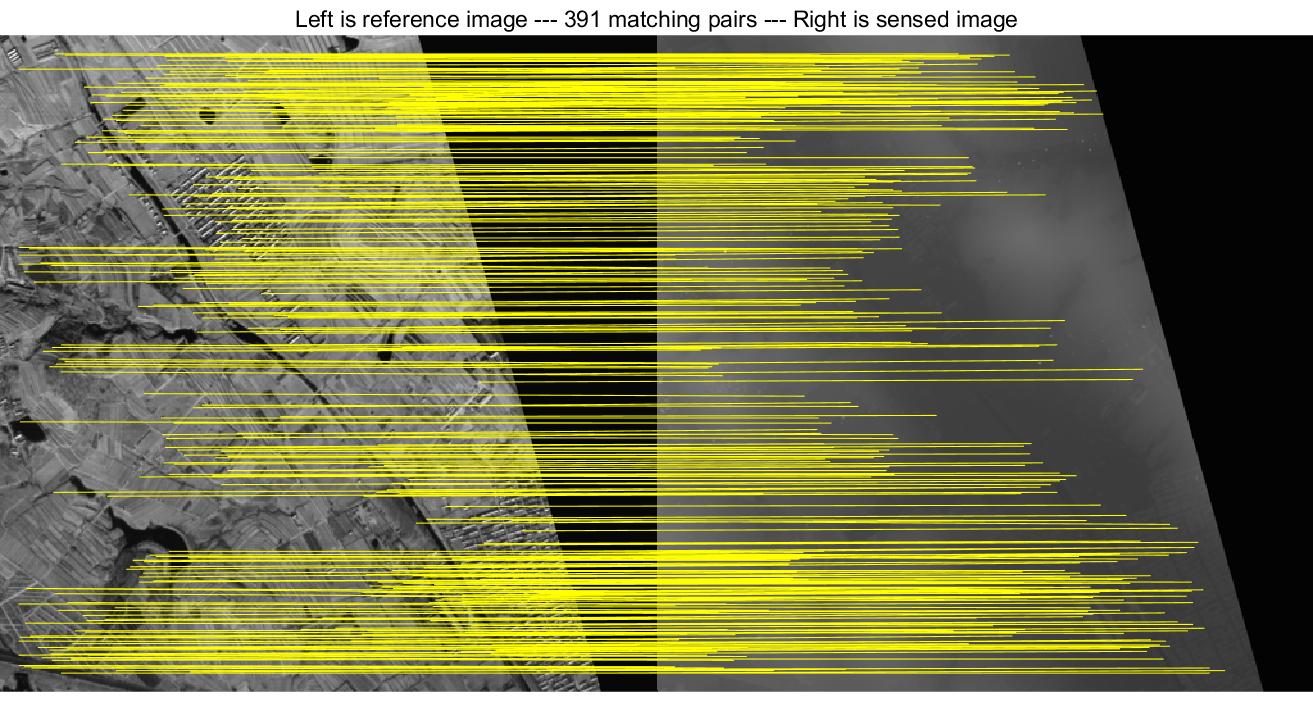 Left is reference image --- 391 matching pairs --- Right is sensed image